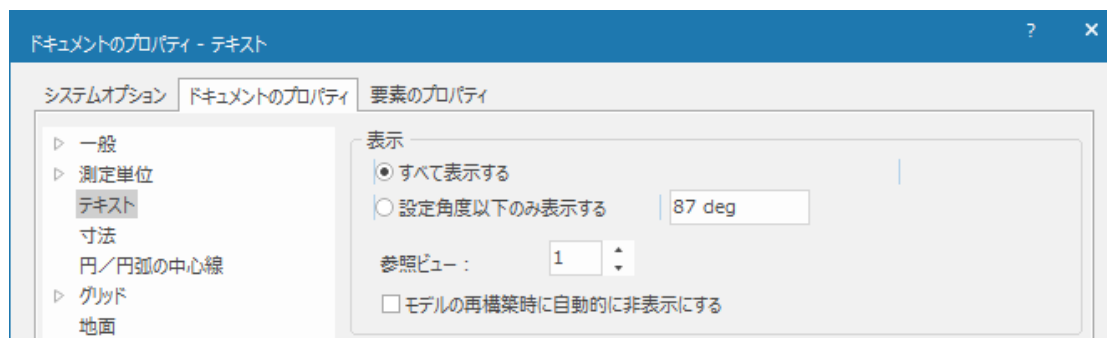 ドキュメントのプロパティ - テキスト ? ×
システムオプション ドキュメントのプロパティ 要素のプロパティ
一般
測定単位
テキスト
寸法
円／円弧の中心線
グリッド
地面
表示
すべて表示する
設定角度以下のみ表示する 87 deg
参照ビュー： 1
モデルの再構築時に自動的に非表示にする